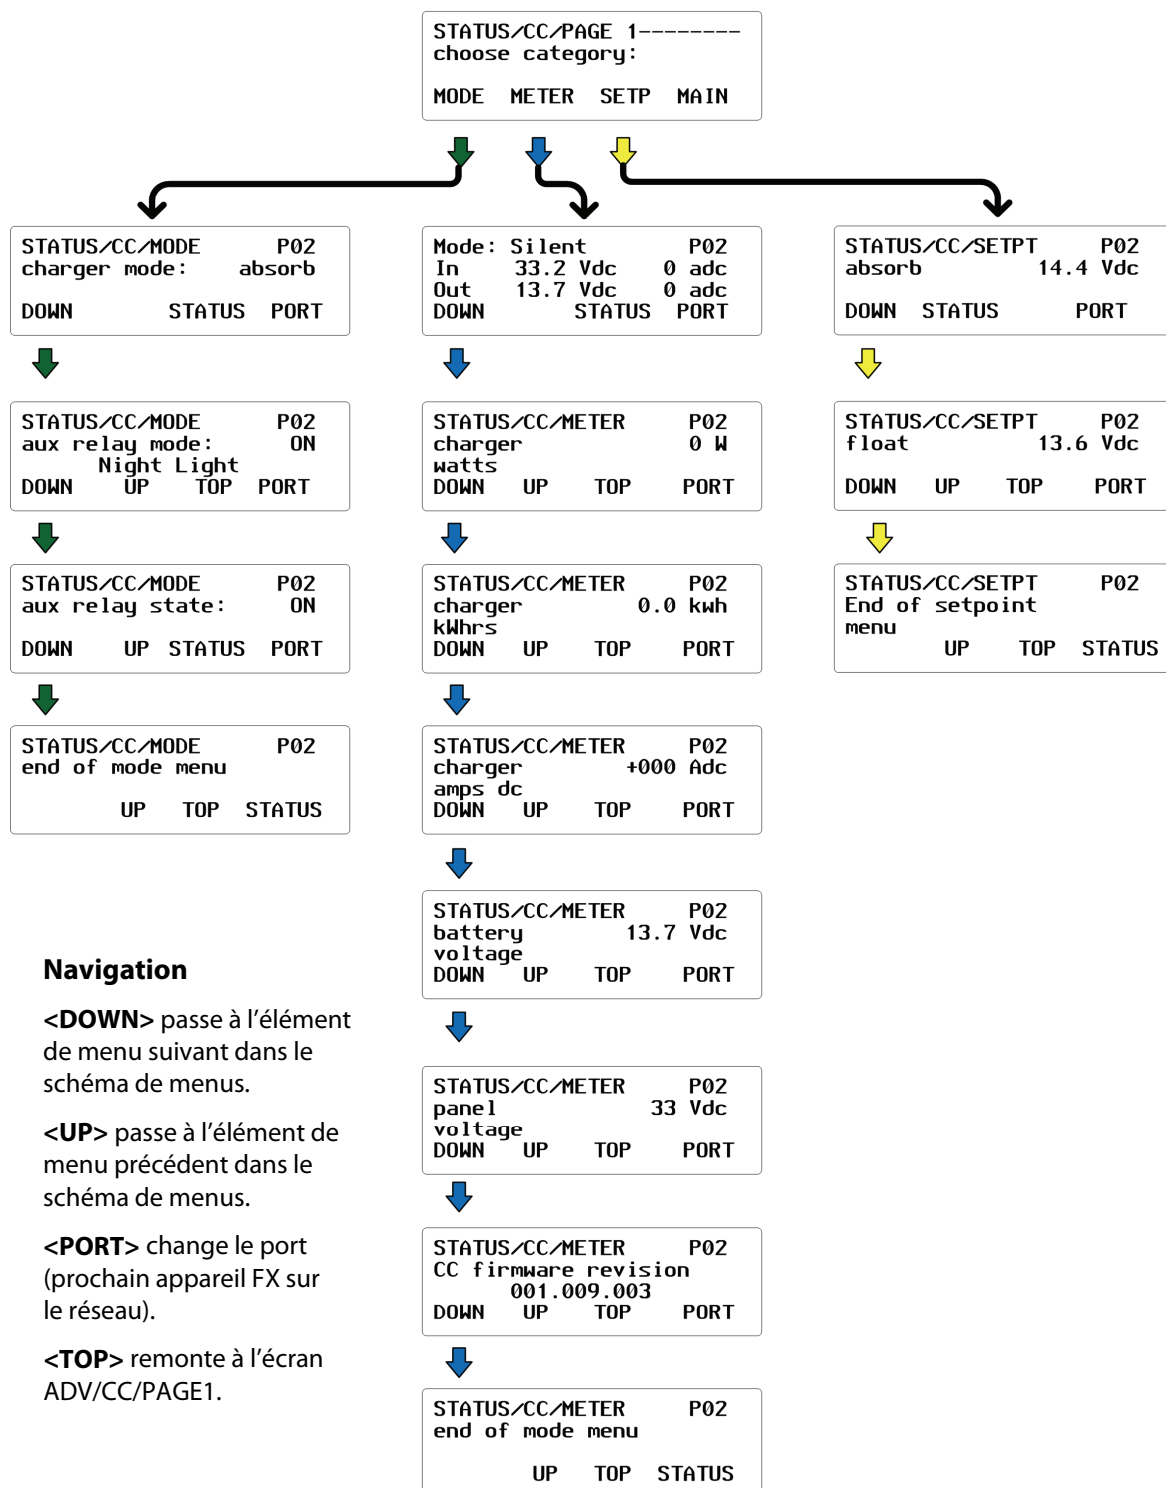 STATUS/CC/PAGE 1--------
choose category:
MODE METER SETP MAIN
STATUS/CC/MODE P02
charger mode: absorb
DOWN STATUS PORT
STATUS/CC/MODE P02
aux relay mode: ON
Night Light
DOWN UP TOP PORT
STATUS/CC/MODE P02
aux relay state: ON
DOWN UP STATUS PORT
STATUS/CC/MODE P02
end of mode menu
UP TOP STATUS
Mode: Silent P02
In 33.2 Vdc 0 adc
Out 13.7 Vdc 0 adc
DOWN STATUS PORT
STATUS/CC/METER P02
charger 0 W
watts
DOWN UP TOP PORT
STATUS/CC/METER P02
charger 0.0 kwh
kWhrs
DOWN UP TOP PORT
STATUS/CC/METER P02
charger +000 Adc
amps dc
DOWN UP TOP PORT
STATUS/CC/METER P02
battery 13.7 Vdc
voltage
DOWN UP TOP PORT
STATUS/CC/METER P02
panel 33 Vdc
voltage
DOWN UP TOP PORT
STATUS/CC/METER P02
CC firmware revision
001.009.003
DOWN UP TOP PORT
STATUS/CC/METER P02
end of mode menu
UP TOP STATUS
STATUS/CC/SETPT P02
absorb 14.4 Vdc
DOWN STATUS PORT
STATUS/CC/SETPT P02
float 13.6 Vdc
DOWN UP TOP PORT
STATUS/CC/SETPT P02
End of setpoint
menu
UP TOP STATUS
Navigation
<DOWN> passe à l'élément
de menu suivant dans le
schéma de menus.
<UP> passe à l'élément de
menu précédent dans le
schéma de menus.
<PORT> change le port
(prochain appareil FX sur
le réseau).
<TOP> remonte à l'écran
ADV/CC/PAGE1.